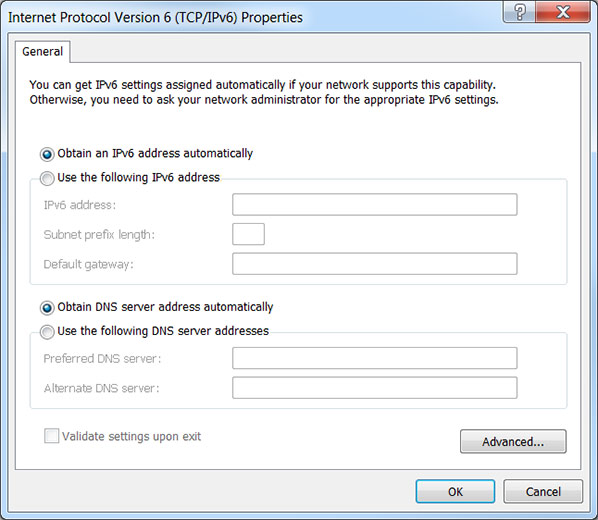 Internet Protocol Version 6 (TCP/IPv6) Properties
?
General
You can get IPv6 settings assigned automatically if your network supports this capability.
Otherwise, you need to ask your network administrator for the appropriate IPv6 settings.
Obtain an IPv6 address automatically
Use the following IPv6 address
IPv6 address:
Subnet prefix length:
Default gateway:
Obtain DNS server address automatically
Use the following DNS server addresses
Preferred DNS server:
Alternate DNS server:
Validate settings upon exit
Advanced...
OK Cancel